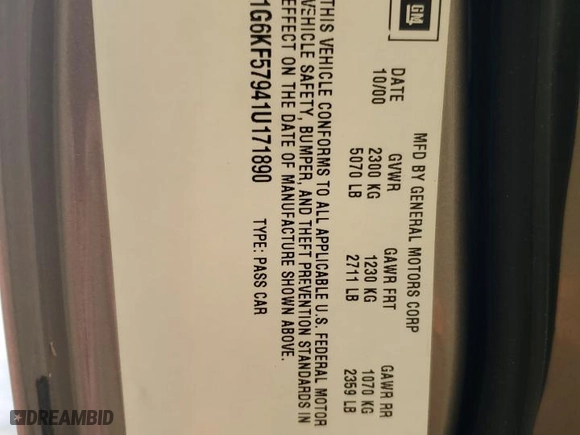 GM
MFD BY GENERAL MOTORS CORP
DATE GVWR GAWR FRT GAWR RR
10/00 2300 KG 1230 KG 1070 KG
5070 LB 2711 LB 2359 LB
THIS VEHICLE CONFORMS TO ALL APPLICABLE U.S. FEDERAL MOTOR
VEHICLE SAFETY, BUMPER, AND THEFT PREVENTION STANDARDS IN
EFFECT ON THE DATE OF MANUFACTURE SHOWN ABOVE.
1G6KF57941U171890 TYPE: PASS CAR
DREAMBID